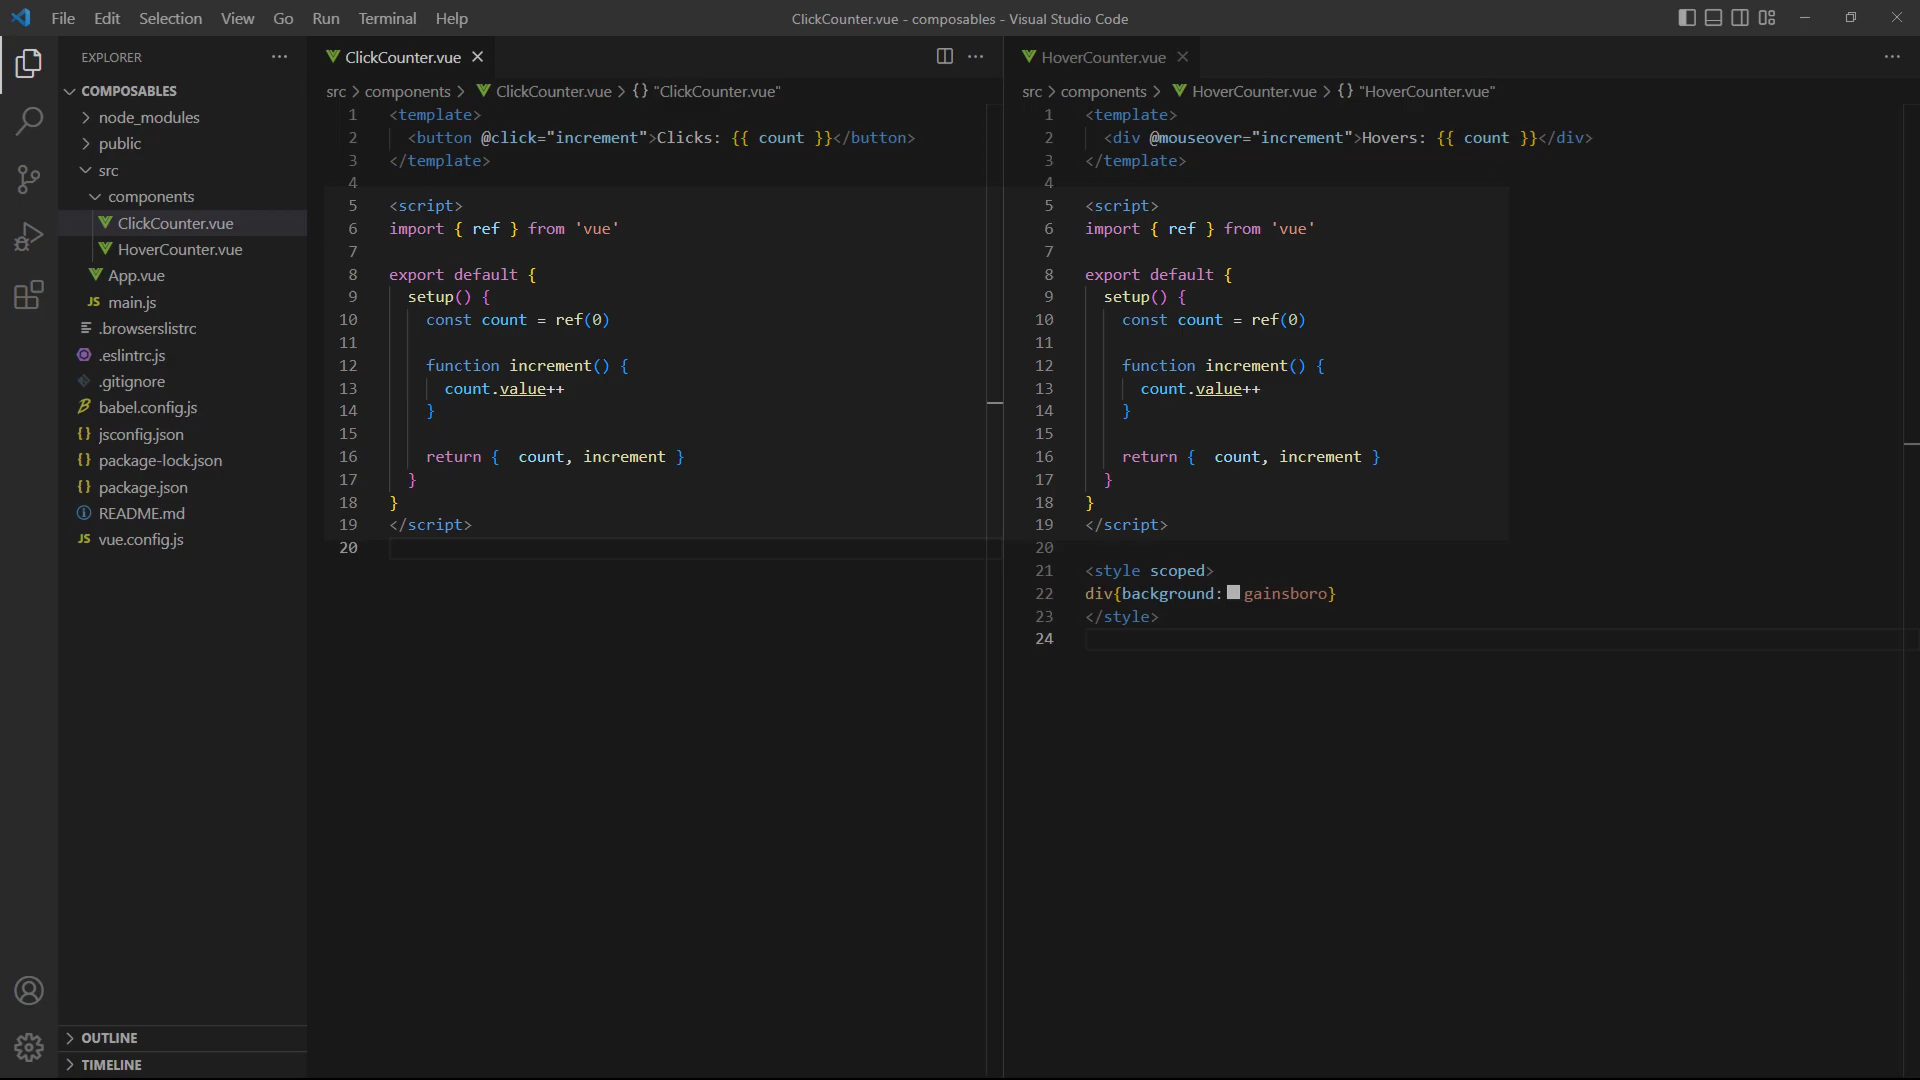 File Edit Selection View Go Run Terminal Help
ClickCounter.vue - composables - Visual Studio Code
EXPLORER
COMPOSABLES
node_modules
public
src
components
ClickCounter.vue
HoverCounter.vue
App.vue
JS main.js
.browserslistrc
.eslintrc.js
.gitignore
babel.config.js
{} jsconfig.json
{} package-lock.json
{} package.json
README.md
JS vue.config.js
OUTLINE
TIMELINE
ClickCounter.vue
src > components > ClickCounter.vue > {} "ClickCounter.vue"
1 <template>
2 <button @click="increment">Clicks: {{ count }}</button>
3 </template>
4
5 <script>
6 import { ref } from 'vue'
7
8 export default {
9 setup() {
10 const count = ref(0)
11
12 function increment() {
13 count.value++
14 }
15
16 return {  count, increment }
17 }
18 }
19 </script>
20
HoverCounter.vue
src > components > HoverCounter.vue > {} "HoverCounter.vue"
1 <template>
2 <div @mouseover="increment">Hovers: {{ count }}</div>
3 </template>
4
5 <script>
6 import { ref } from 'vue'
7
8 export default {
9 setup() {
10 const count = ref(0)
11
12 function increment() {
13 count.value++
14 }
15
16 return {  count, increment }
17 }
18 }
19 </script>
20
21 <style scoped>
22 div{background: gainsboro}
23 </style>
24